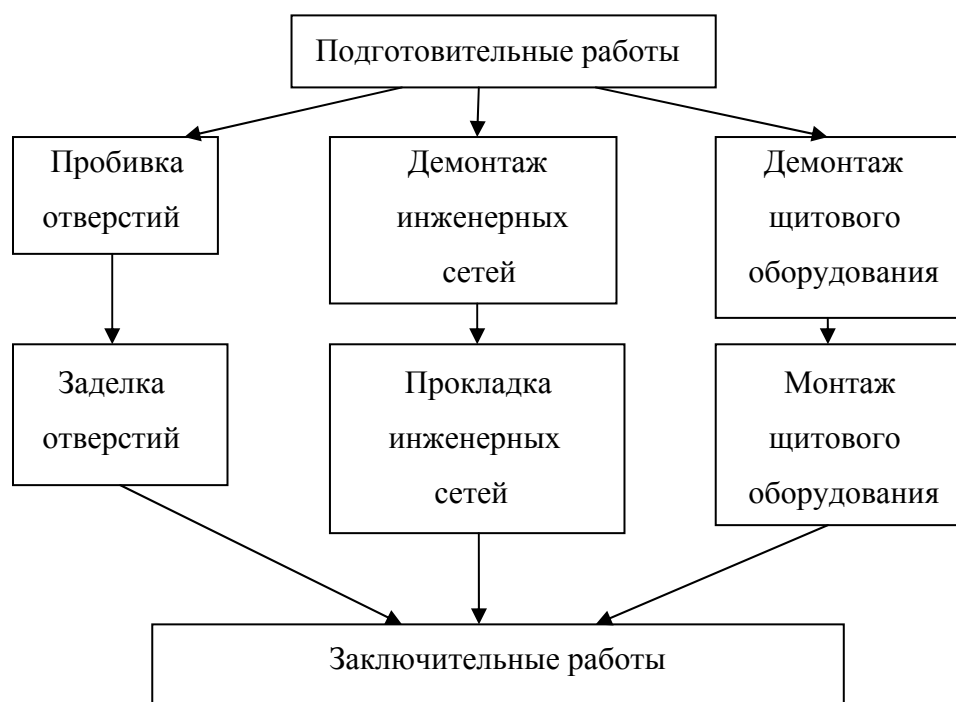 Подготовительные работы
Пробивка
отверстий
Демонтаж
инженерных
сетей
Демонтаж
щитового
оборудования
Заделка
отверстий
Прокладка
инженерных
сетей
Монтаж
щитового
оборудования
Заключительные работы